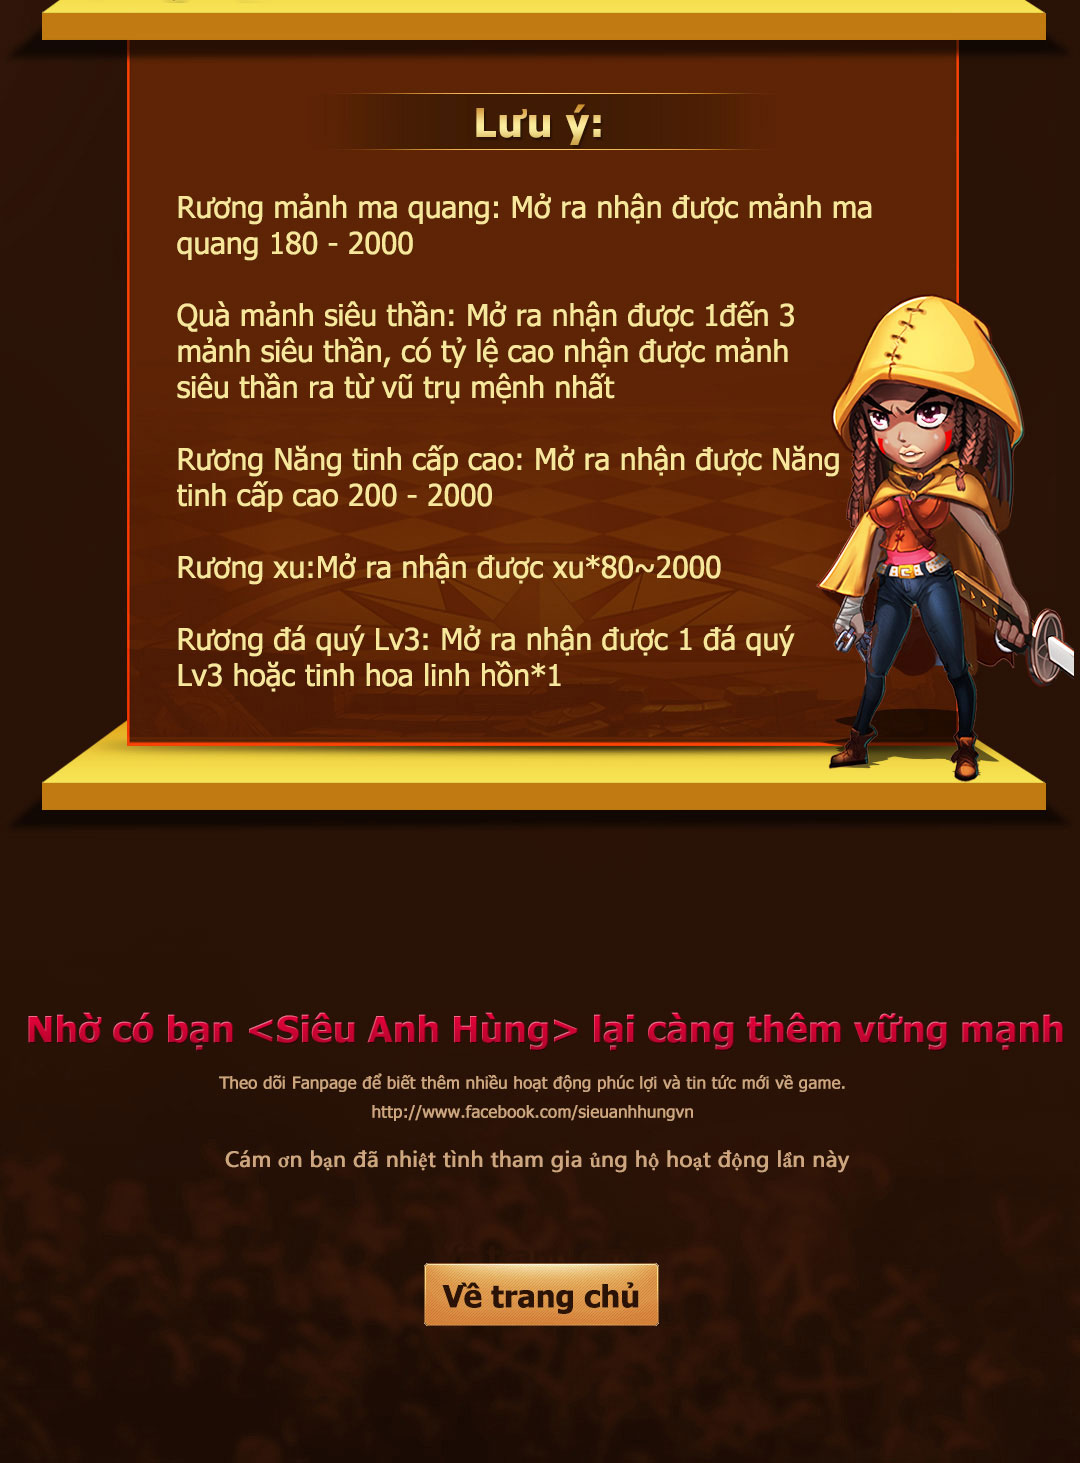 Lưu ý:
Rương mảnh ma quang: Mở ra nhận được mảnh ma
quang 180 - 2000
Quà mảnh siêu thần: Mở ra nhận được 1đến 3
mảnh siêu thần, có tỷ lệ cao nhận được mảnh
siêu thần ra từ vũ trụ mệnh nhất
Rương Năng tinh cấp cao: Mở ra nhận được Năng
tinh cấp cao 200 - 2000
Rương xu:Mở ra nhận được xu*80~2000
Rương đá quý Lv3: Mở ra nhận được 1 đá quý
Lv3 hoặc tinh hoa linh hồn*1
Nhờ có bạn <Siêu Anh Hùng> lại càng thêm vững mạnh
Theo dõi Fanpage để biết thêm nhiều hoạt động phúc lợi và tin tức mới về game.
http://www.facebook.com/sieuanhhungvn
Cám ơn bạn đã nhiệt tình tham gia ủng hộ hoạt động lần này
Về trang chủ